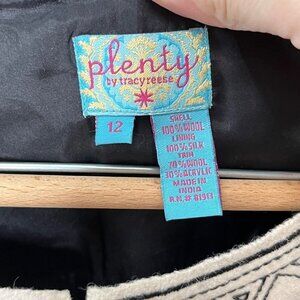 plenty
by tracy reese
12
SHELL
100% WOOL
LINING
100% SILK
TRIM
70% WOOL
30% ACRYLIC
MADE IN
INDIA
R.N.# 81913